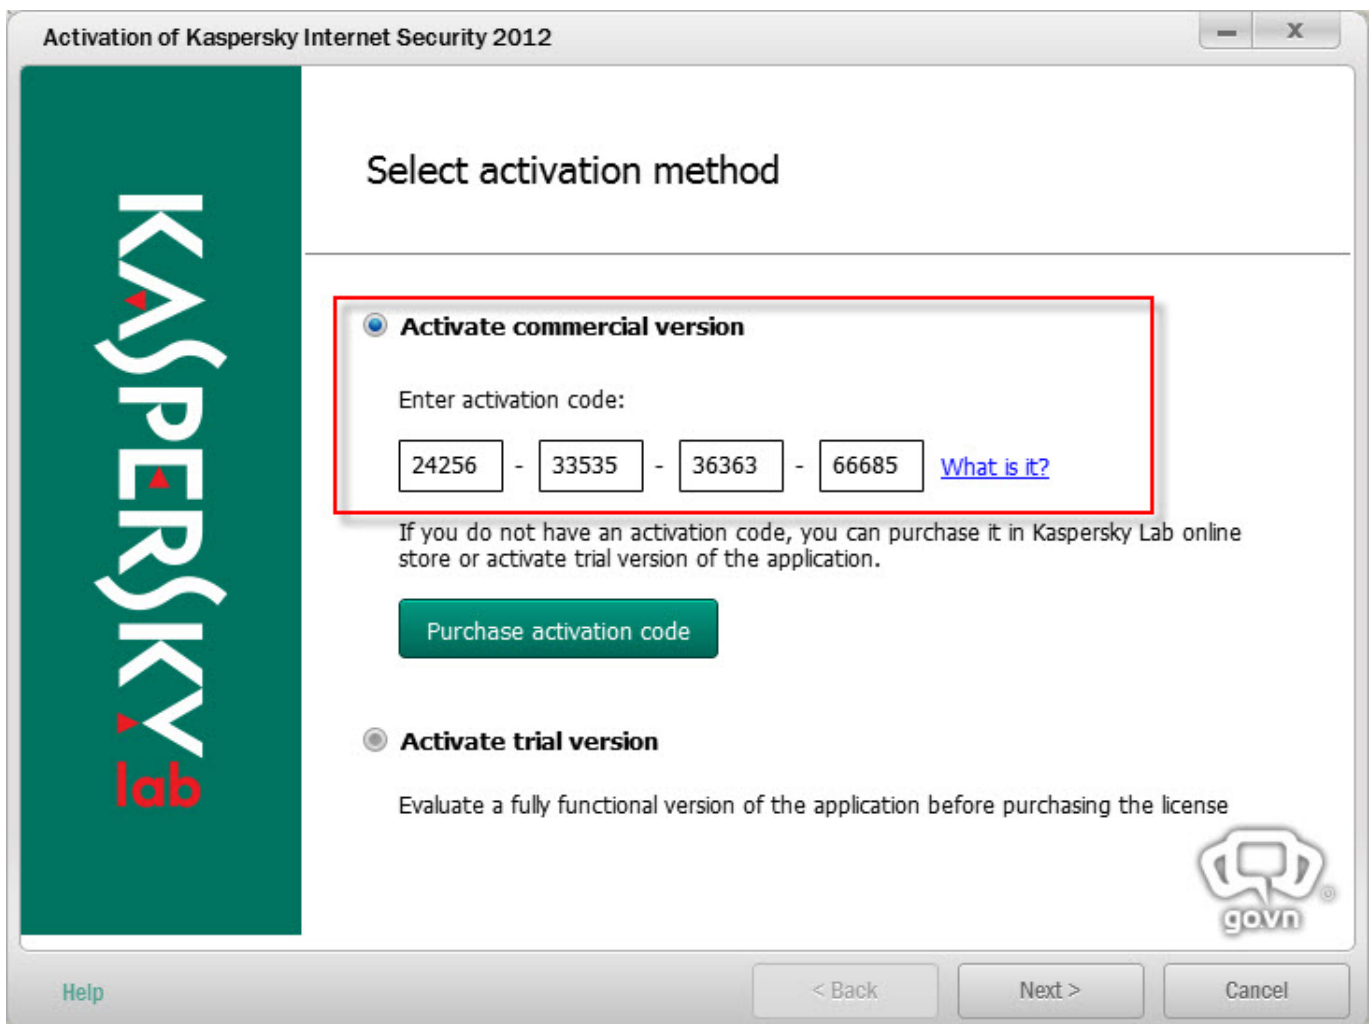 Activation of Kaspersky Internet Security 2012
x
KASPERSKY lab
Select activation method
Activate commercial version
Enter activation code:
24256 - 33535 - 36363 - 66685 What is it?
If you do not have an activation code, you can purchase it in Kaspersky Lab online
store or activate trial version of the application.
Purchase activation code
Activate trial version
Evaluate a fully functional version of the application before purchasing the license
go.vn
®
Help
< Back
Next >
Cancel